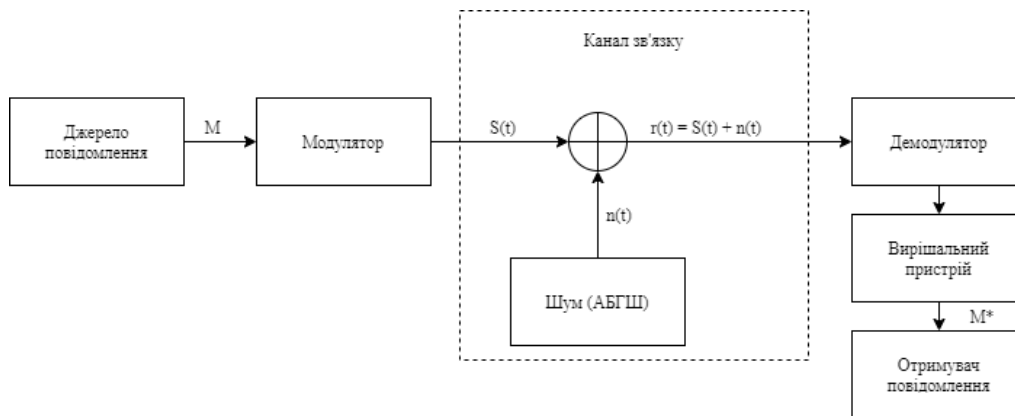 Канал зв'язку
Джерело
повідомлення
M
Модулятор
S(t)
r(t) = S(t) + n(t)
Демодулятор
n(t)
Шум (АБГШ)
Вирішальний
пристрій
M*
Отримувач
повідомлення